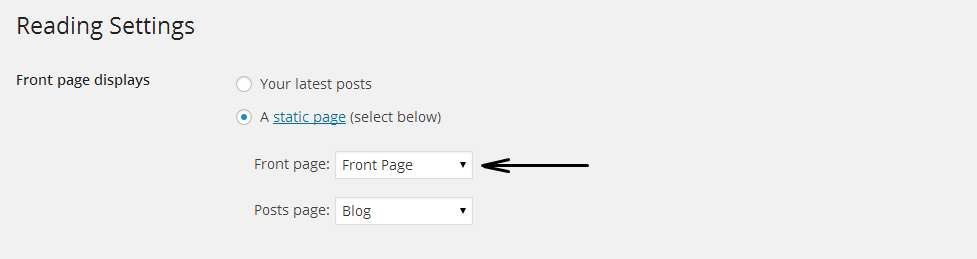 Reading Settings
Front page displays
Your latest posts
A static page (select below)
Front page: Front Page
Posts page: Blog